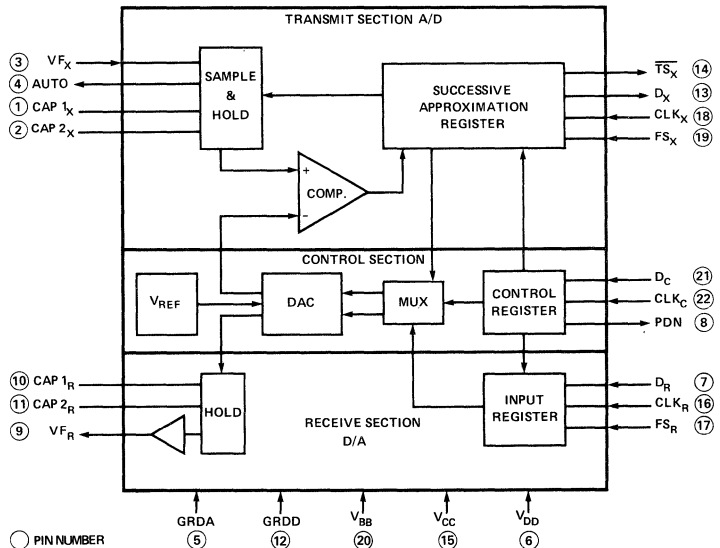 TRANSMIT SECTION A/D
3 VFX
4 AUTO
1 CAP 1X
2 CAP 2X
SAMPLE
&
HOLD
SUCCESSIVE
APPROXIMATION
REGISTER
TSX 14
DX 13
CLKX 18
FSX 19
+
COMP.
−
CONTROL SECTION
VREF
DAC
MUX
CONTROL
REGISTER
DC 21
CLKC 22
PDN 8
10 CAP 1R
11 CAP 2R
9 VFR
HOLD
RECEIVE SECTION
D/A
INPUT
REGISTER
DR 7
CLKR 16
FSR 17
GRDA GRDD VBB VCC VDD
5 12 20 15 6
PIN NUMBER